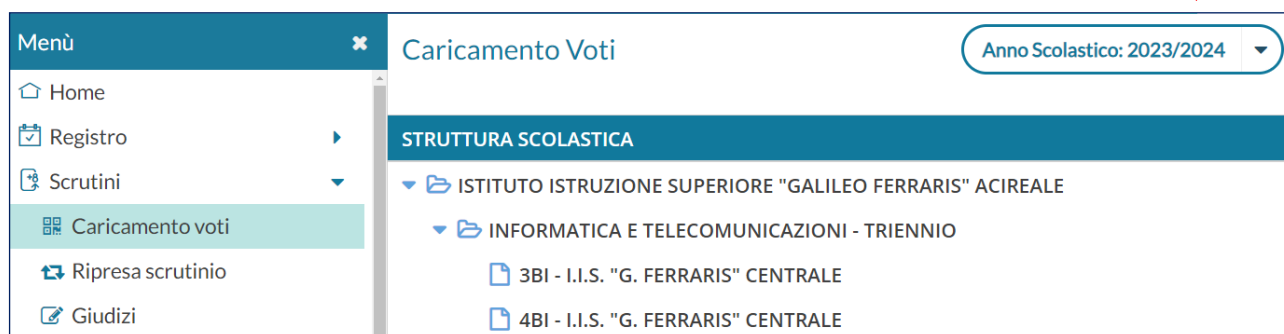 Menù
Home
Registro
Scrutini
Caricamento voti
Ripresa scrutinio
Giudizi
Caricamento Voti
Anno Scolastico: 2023/2024
STRUTTURA SCOLASTICA
ISTITUTO ISTRUZIONE SUPERIORE "GALILEO FERRARIS" ACIREALE
INFORMATICA E TELECOMUNICAZIONI - TRIENNIO
3BI - I.I.S. "G. FERRARIS" CENTRALE
4BI - I.I.S. "G. FERRARIS" CENTRALE